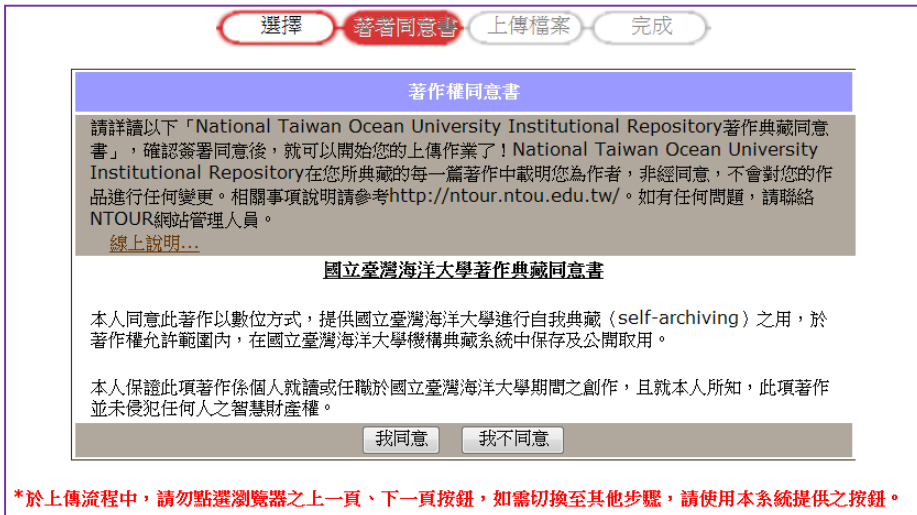 選擇 著者同意書 上傳檔案 完成
著作權同意書
請詳讀以下「National Taiwan Ocean University Institutional Repository著作典藏同意
書」，確認簽署同意後，就可以開始您的上傳作業了！National Taiwan Ocean University
Institutional Repository在您所典藏的每一篇著作中載明您為作者，非經同意，不會對您的作
品進行任何變更。相關事項說明請參考http://ntour.ntou.edu.tw/。如有任何問題，請聯絡
NTOUR網站管理人員。
線上說明...
國立臺灣海洋大學著作典藏同意書
本人同意此著作以數位方式，提供國立臺灣海洋大學進行自我典藏（self-archiving）之用，於
著作權允許範圍內，在國立臺灣海洋大學機構典藏系統中保存及公開取用。
本人保證此項著作係個人就讀或任職於國立臺灣海洋大學期間之創作，且就本人所知，此項著作
並未侵犯任何人之智慧財產權。
我同意 我不同意
*於上傳流程中，請勿點選瀏覽器之上一頁、下一頁按鈕，如需切換至其他步驟，請使用本系統提供之按鈕。